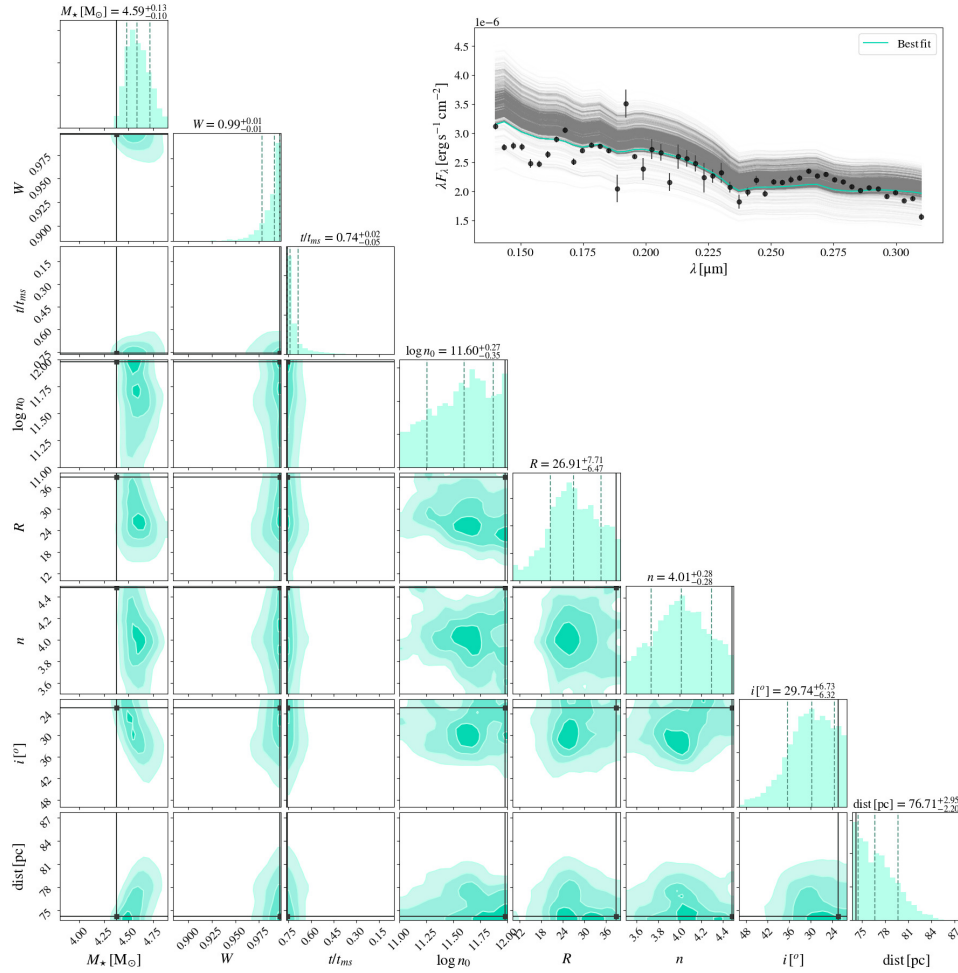 M⋆ [M⊙] = 4.59 +0.13 −0.10
1e−6
4.5
4.0
3.5
3.0
2.5
2.0
1.5
λFλ [erg s−1 cm−2]
Best fit
0.150 0.175 0.200 0.225 0.250 0.275 0.300
λ [μm]
W = 0.99 +0.01 −0.01
0.975
0.950
0.925
0.900
W
t/tms = 0.74 +0.02 −0.05
0.15
0.30
0.45
0.60
0.75
t/tms
log n0 = 11.60 +0.27 −0.35
12.00
11.75
11.50
11.25
11.00
log n0
R = 26.91 +7.71 −6.47
36
30
24
18
12
R
n = 4.01 +0.28 −0.28
4.4
4.2
4.0
3.8
3.6
n
i [o] = 29.74 +6.73 −6.32
24
30
36
42
48
i [o]
dist [pc] = 76.71 +2.95 −2.20
87
84
81
78
75
dist [pc]
4.00 4.25 4.50 4.75 0.900 0.925 0.950 0.975 0.75 0.60 0.45 0.30 0.15 11.00 11.25 11.50 11.75 12.00 12 18 24 30 36 3.6 3.8 4.0 4.2 4.4 48 42 36 30 24 75 78 81 84 87
M⋆ [M⊙] W t/tms log n0 R n i [o] dist [pc]